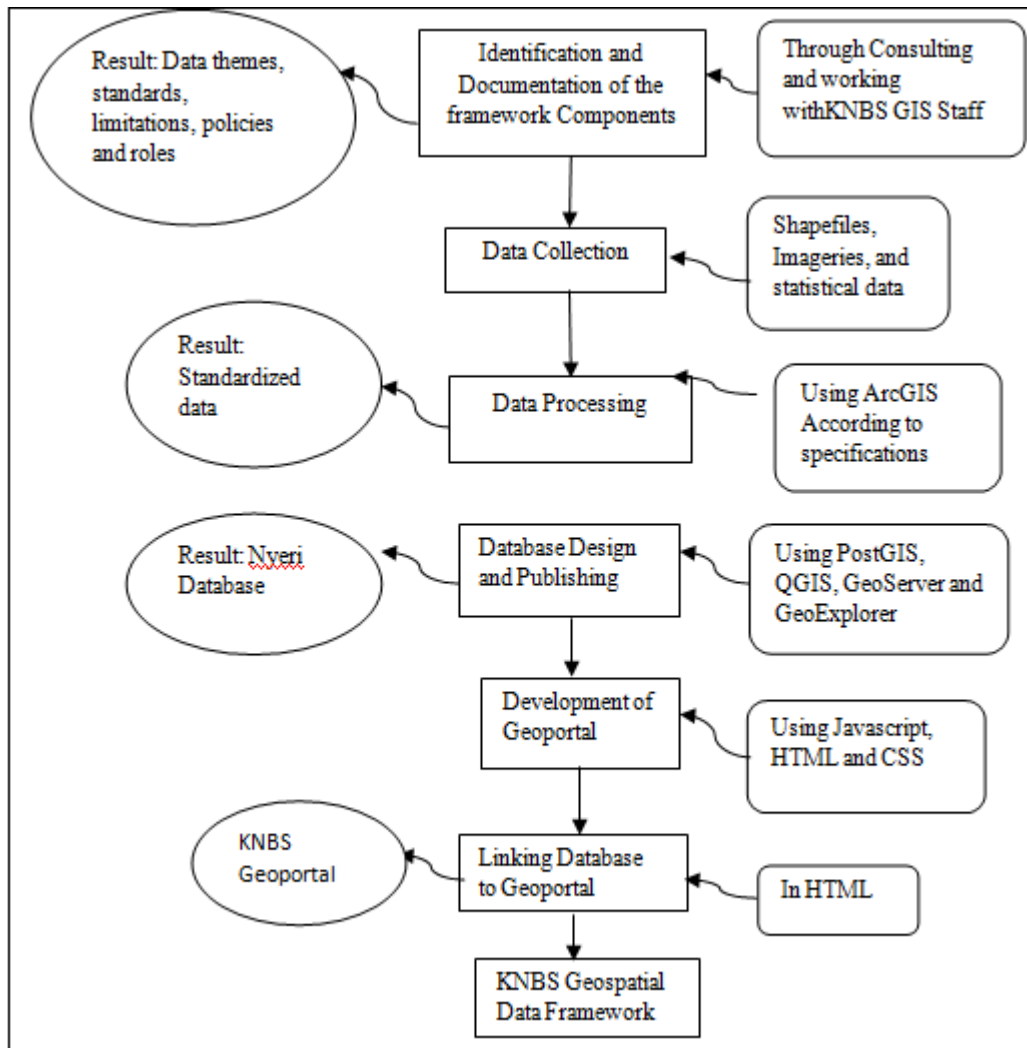 Result: Data themes,
standards,
limitations, policies
and roles
Identification and
Documentation of the
framework Components
Through Consulting
and working
withKNBS GIS Staff
Data Collection
Shapefiles,
Imageries, and
statistical data
Result:
Standardized
data
Data Processing
Using ArcGIS
According to
specifications
Result: Nyeri
Database
Database Design
and Publishing
Using PostGIS,
QGIS, GeoServer and
GeoExplorer
Development of
Geoportal
Using Javascript,
HTML and CSS
KNBS
Geoportal
Linking Database
to Geoportal
In HTML
KNBS Geospatial
Data Framework